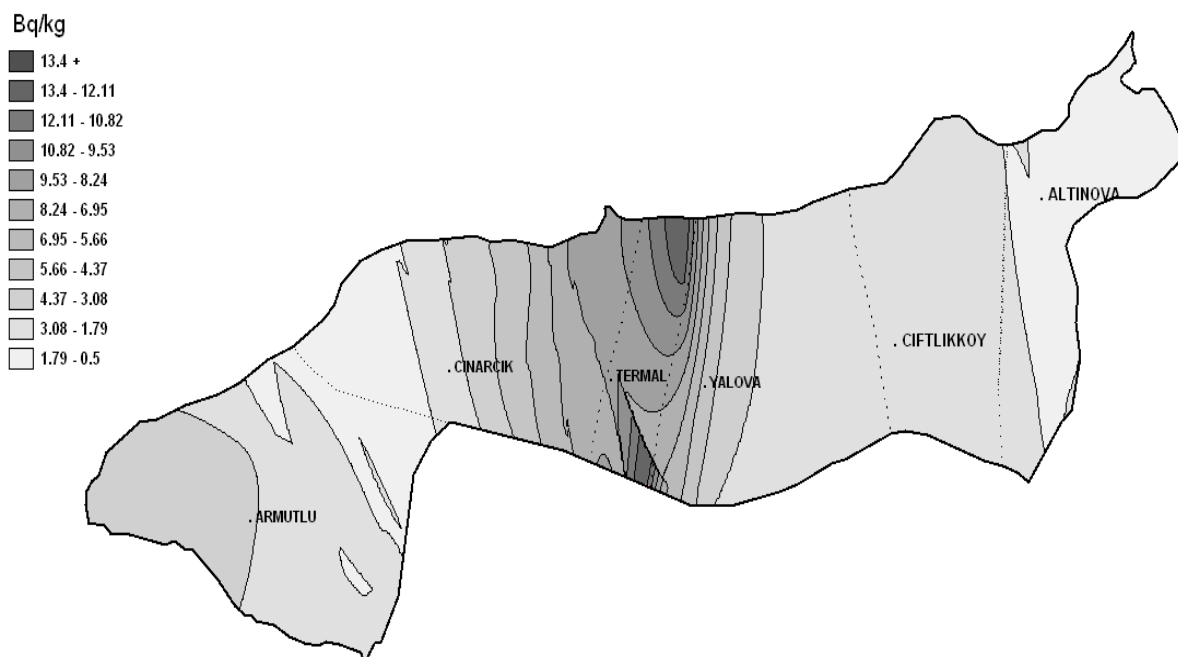 Bq/kg
13.4 +
13.4 - 12.11
12.11 - 10.82
10.82 - 9.53
9.53 - 8.24
8.24 - 6.95
6.95 - 5.66
5.66 - 4.37
4.37 - 3.08
3.08 - 1.79
1.79 - 0.5
ALTINOVA
CIFTLIKKOY
CINARCIK
TERMAL
YALOVA
ARMUTLU